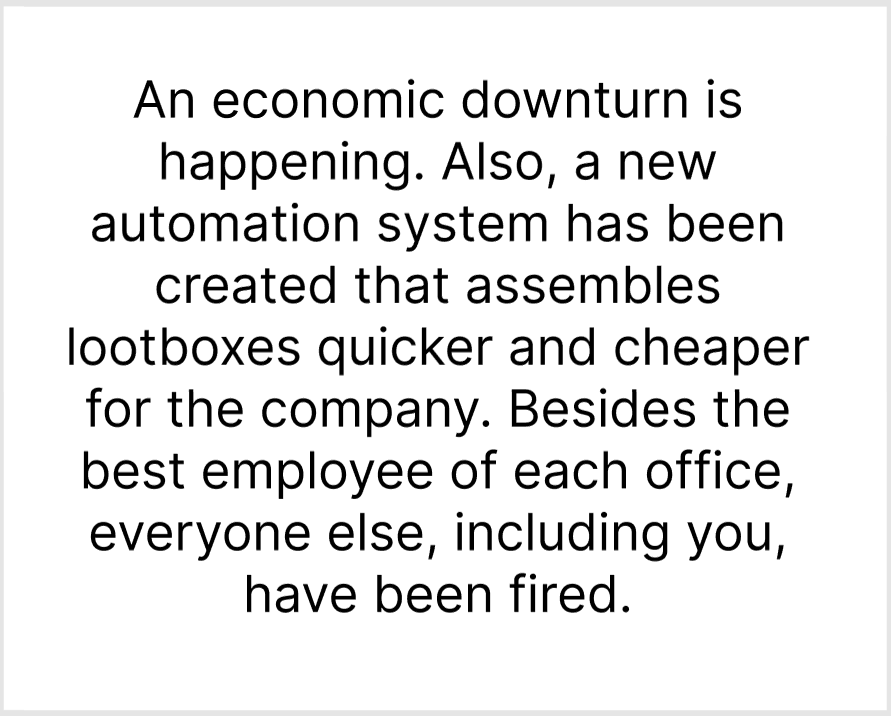 An economic downturn is
happening. Also, a new
automation system has been
created that assembles
lootboxes quicker and cheaper
for the company. Besides the
best employee of each office,
everyone else, including you,
have been fired.